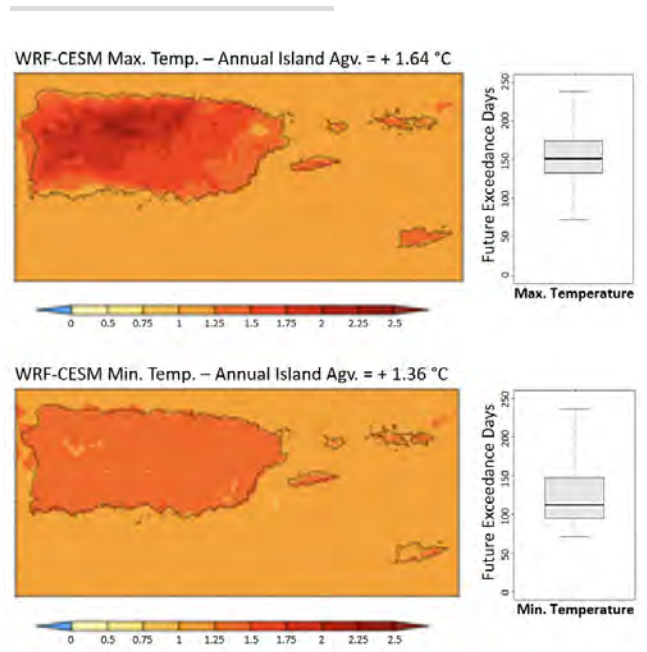 WRF-CESM Max. Temp. – Annual Island Agv. = + 1.64 °C
Future Exceedance Days
250
200
150
100
50
0
Max. Temperature
0 0.5 0.75 1 1.25 1.5 1.75 2 2.25 2.5
WRF-CESM Min. Temp. – Annual Island Agv. = + 1.36 °C
Future Exceedance Days
250
200
150
100
50
0
Min. Temperature
0 0.5 0.75 1 1.25 1.5 1.75 2 2.25 2.5